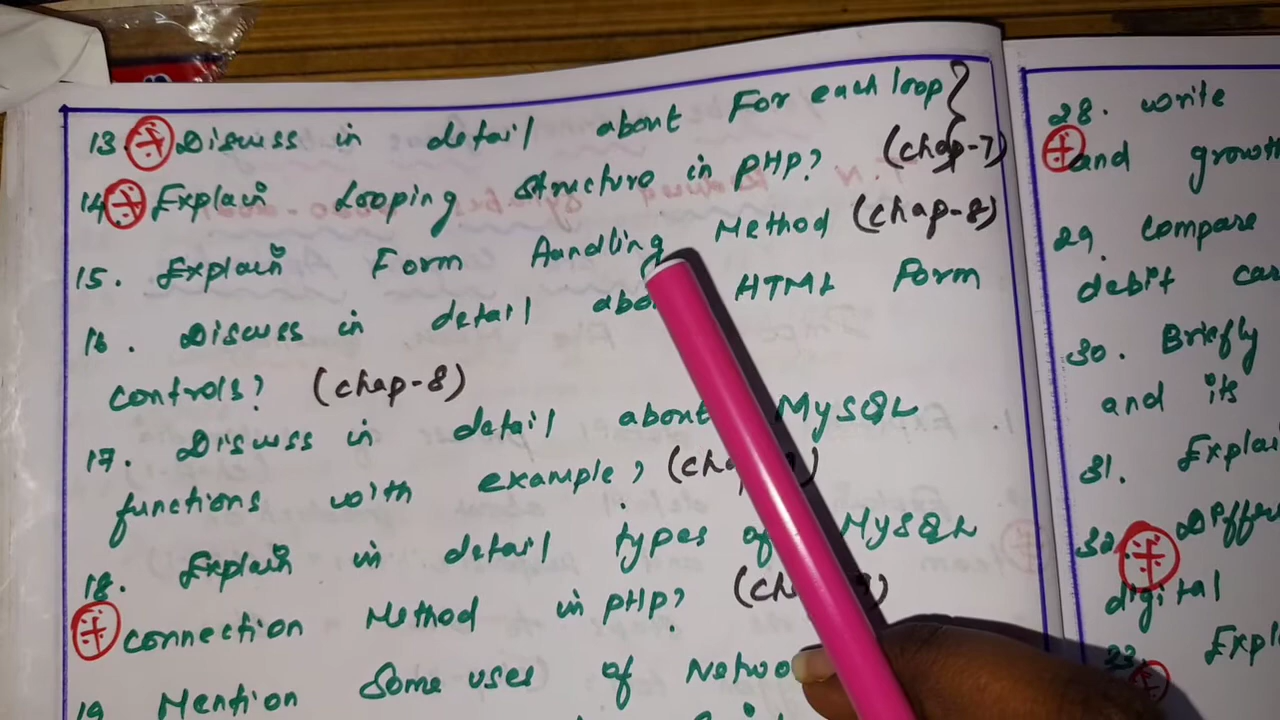 13. Discuss in detail about For each loop
14. Explain Looping structure in PHP? (chap-7)
15. Explain Form Handling Method (chap-8)
16. Discuss in detail about HTML Form
controls? (chap-8)
17. Discuss in detail about MySQL
functions with example,
18. Explain in detail types of MySQL
connection Method in PHP?
19 Mention Some uses of
28. write
and growth
29. compare
debit
30. Briefly
and its
31.
32.
digital
33.